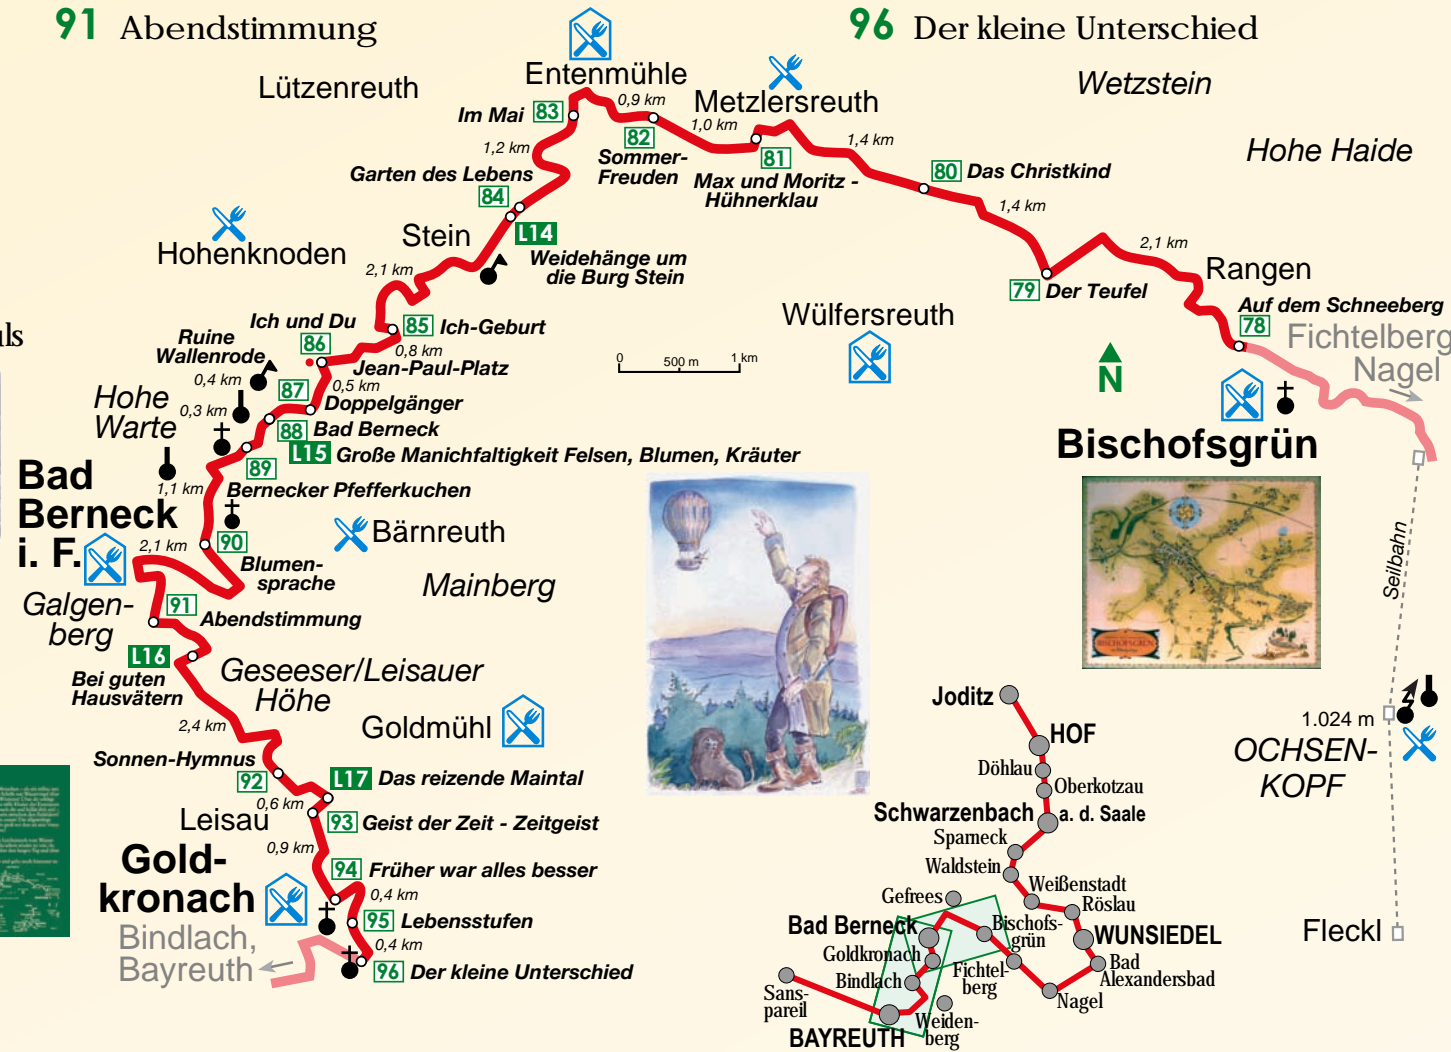 91 Abendstimmung
96 Der kleine Unterschied
Lützenreuth
Entenmühle
Metzlersreuth
Wetzstein
Hohe Haide
Im Mai 83
0,9 km
1,0 km
82
Sommer-
Freuden
81
Max und Moritz -
Hühnerklau
1,4 km
80 Das Christkind
1,4 km
1,2 km
Garten des Lebens
84
L14
Weidehänge um
die Burg Stein
Hohenknoden
Stein
2,1 km
79 Der Teufel
2,1 km
Rangen
Auf dem Schneeberg
78
Fichtelberg
Nagel
Wülfersreuth
0 500 m 1 km
N
Bischofsgrün
Ich und Du
86
85 Ich-Geburt
0,8 km
Jean-Paul-Platz
Ruine
Wallenrode
0,4 km
87
0,5 km
Doppelgänger
Hohe
Warte
0,3 km
88 Bad Berneck
L15 Große Manichfaltigkeit Felsen, Blumen, Kräuter
89
Bernecker Pfefferkuchen
1,1 km
Bad
Berneck
i. F.
2,1 km
90
Blumen-
sprache
Bärnreuth
Mainberg
Galgen-
berg
91
Abendstimmung
L16
Bei guten
Hausvätern
Geseeser/Leisauer
Höhe
2,4 km
Goldmühl
Sonnen-Hymnus
92
L17 Das reizende Maintal
0,6 km
Leisau
93 Geist der Zeit - Zeitgeist
0,9 km
Gold-
kronach
94 Früher war alles besser
0,4 km
95 Lebensstufen
0,4 km
Bindlach,
Bayreuth
96 Der kleine Unterschied
BISCHOFSGRÜN
Seilbahn
1.024 m
OCHSEN-
KOPF
Fleckl
Joditz
HOF
Döhlau
Oberkotzau
Schwarzenbach a. d. Saale
Sparneck
Waldstein
Weißenstadt
Röslau
Gefrees
Bad Berneck
Bischofs-
grün
WUNSIEDEL
Goldkronach
Bindlach
Fichtel-
berg
Bad
Alexandersbad
Nagel
Sans-
pareil
BAYREUTH
Weiden-
berg